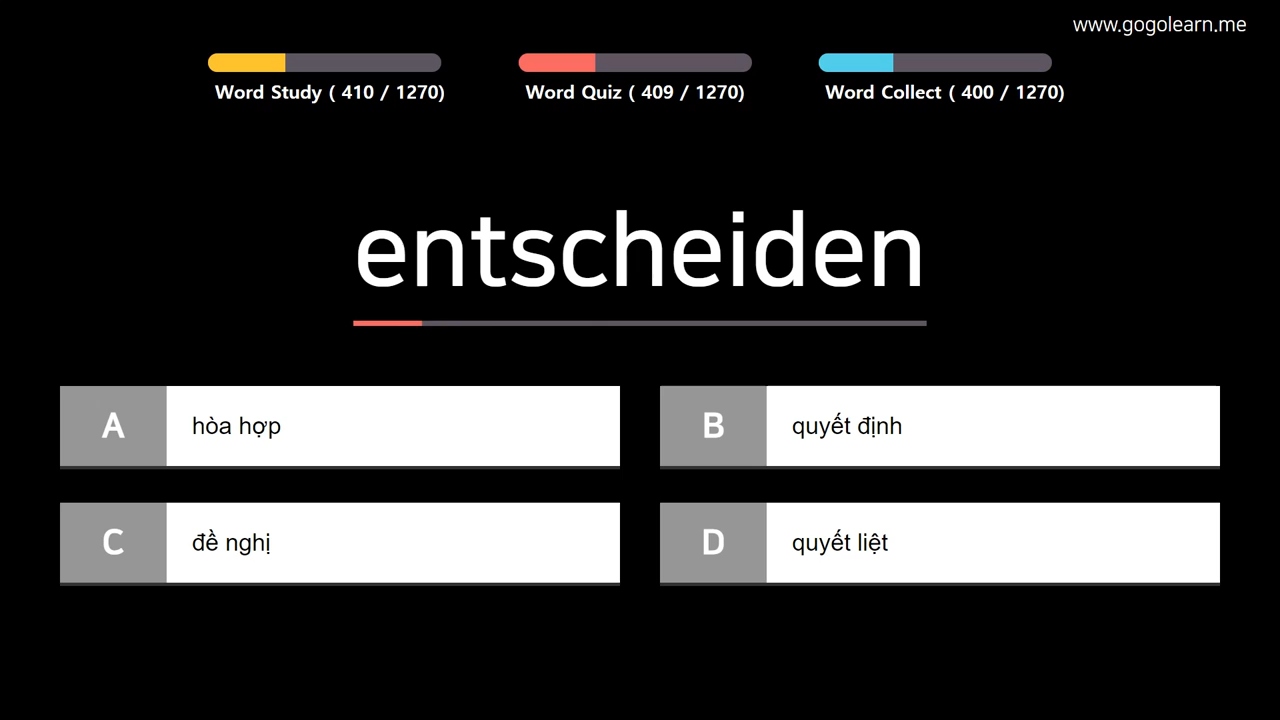 www.gogolearn.me
Word Study ( 410 / 1270)
Word Quiz ( 409 / 1270)
Word Collect ( 400 / 1270)
entscheiden
A
hòa hợp
B
quyết định
C
đề nghị
D
quyết liệt